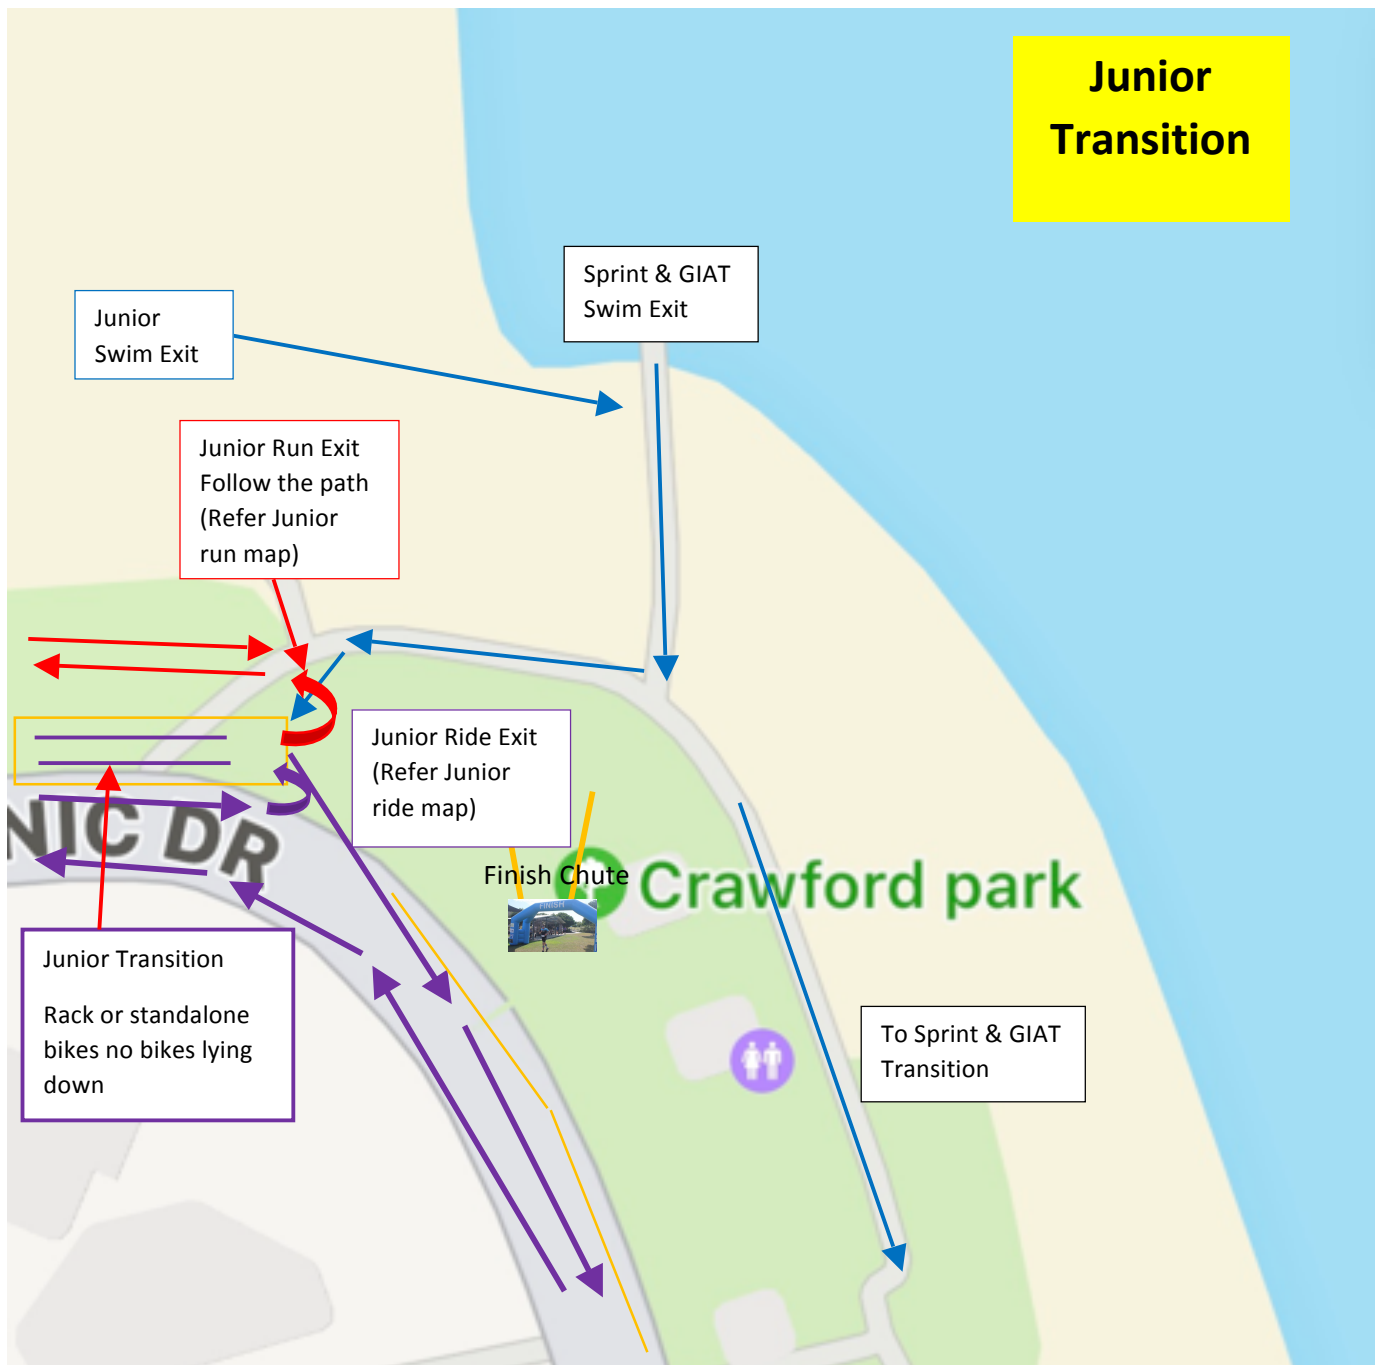 Junior
Transition
Sprint & GIAT
Swim Exit
Junior
Swim Exit
Junior Run Exit
Follow the path
(Refer Junior
run map)
Junior Ride Exit
(Refer Junior
ride map)
NIC DR
Finish Chute
FINISH
Crawford park
Junior Transition
Rack or standalone
bikes no bikes lying
down
To Sprint & GIAT
Transition